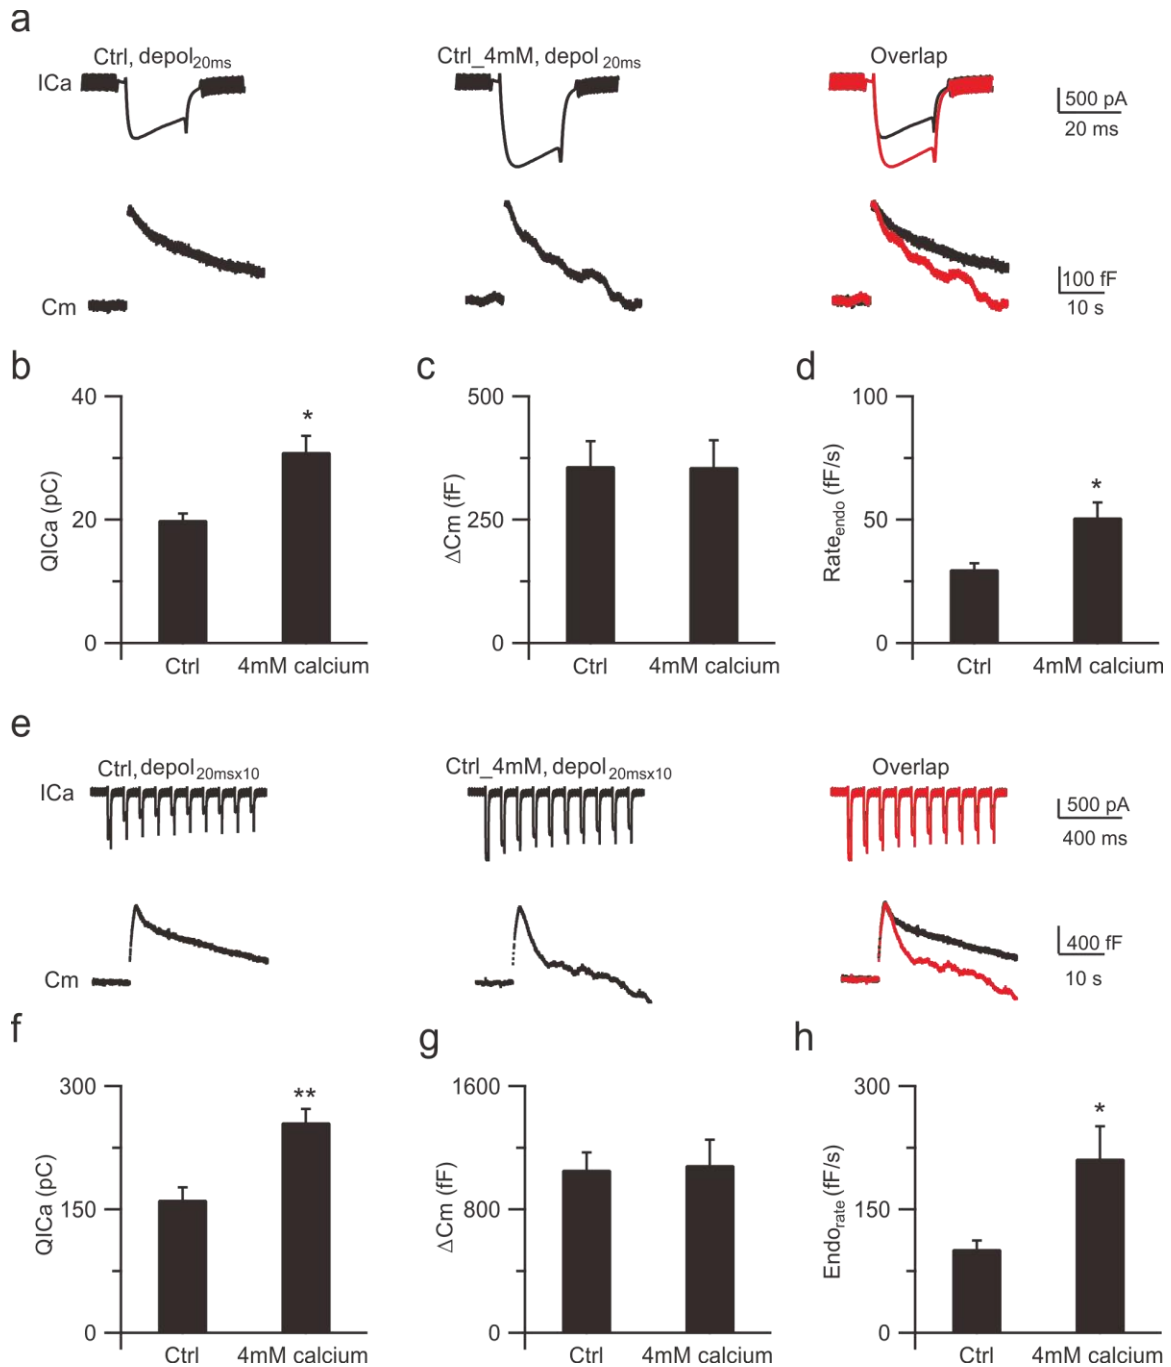 a
Ctrl, depol20ms
Ctrl_4mM, depol 20ms
Overlap
ICa
500 pA
20 ms
Cm
100 fF
10 s
b
c
d
40
20
0
QICa (pC)
*
Ctrl
4mM calcium
500
250
0
ΔCm (fF)
Ctrl
4mM calcium
100
50
0
Rateendo (fF/s)
*
Ctrl
4mM calcium
e
Ctrl, depol20msx10
Ctrl_4mM, depol20msx10
Overlap
ICa
500 pA
400 ms
Cm
400 fF
10 s
f
g
h
300
150
0
QICa (pC)
**
Ctrl
4mM calcium
1600
800
0
ΔCm (fF)
Ctrl
4mM calcium
300
150
0
Endorate (fF/s)
*
Ctrl
4mM calcium